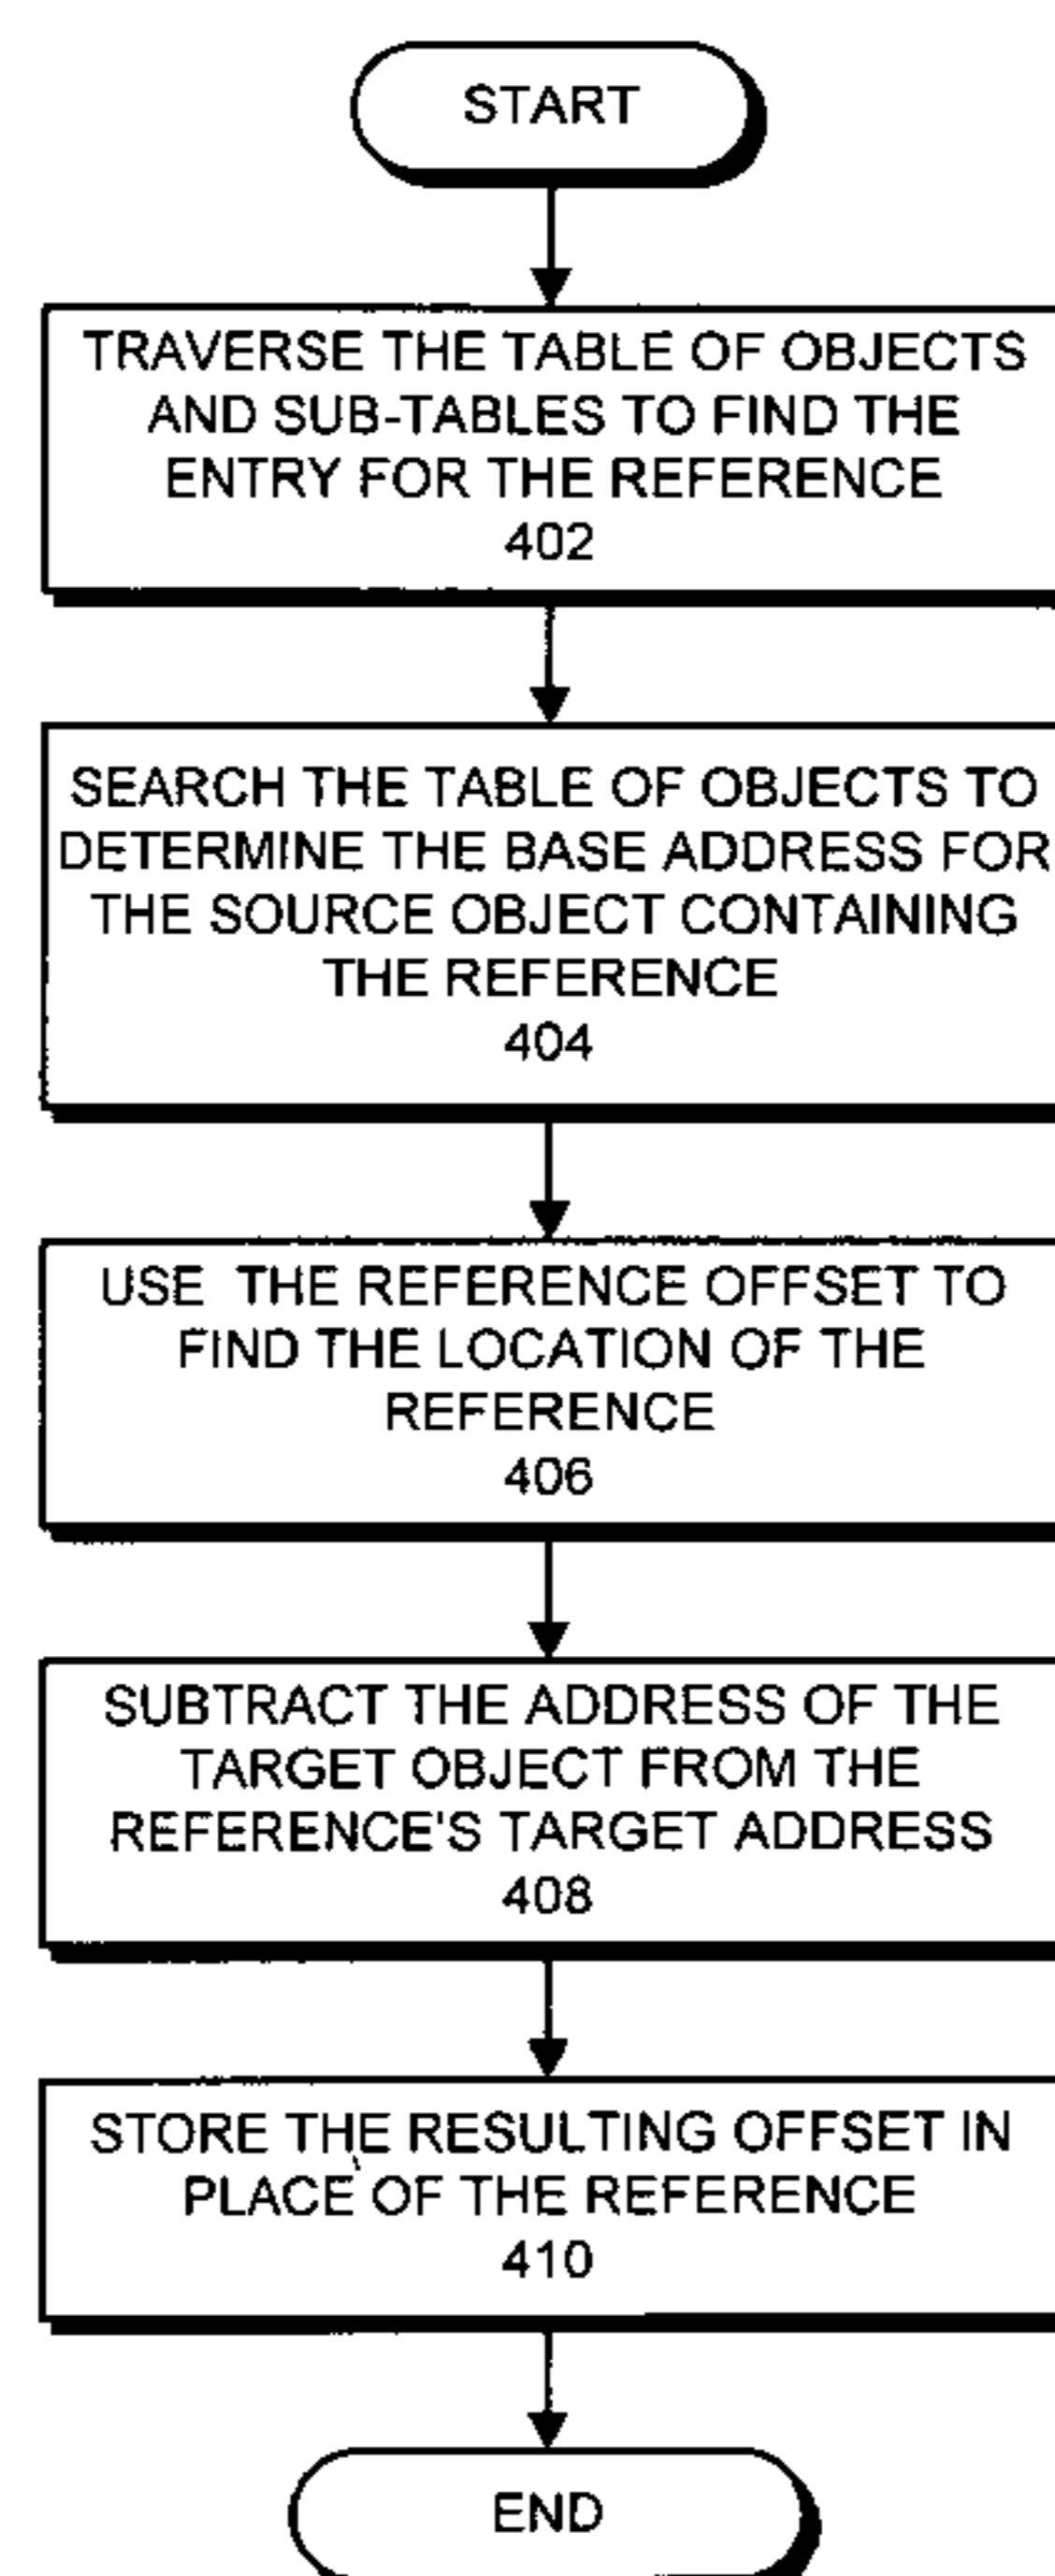 START
TRAVERSE THE TABLE OF OBJECTS
AND SUB-TABLES TO FIND THE
ENTRY FOR THE REFERENCE
402
SEARCH THE TABLE OF OBJECTS TO
DETERMINE THE BASE ADDRESS FOR
THE SOURCE OBJECT CONTAINING
THE REFERENCE
404
USE THE REFERENCE OFFSET TO
FIND THE LOCATION OF THE
REFERENCE
406
SUBTRACT THE ADDRESS OF THE
TARGET OBJECT FROM THE
REFERENCE'S TARGET ADDRESS
408
STORE THE RESULTING OFFSET IN
PLACE OF THE REFERENCE
410
END